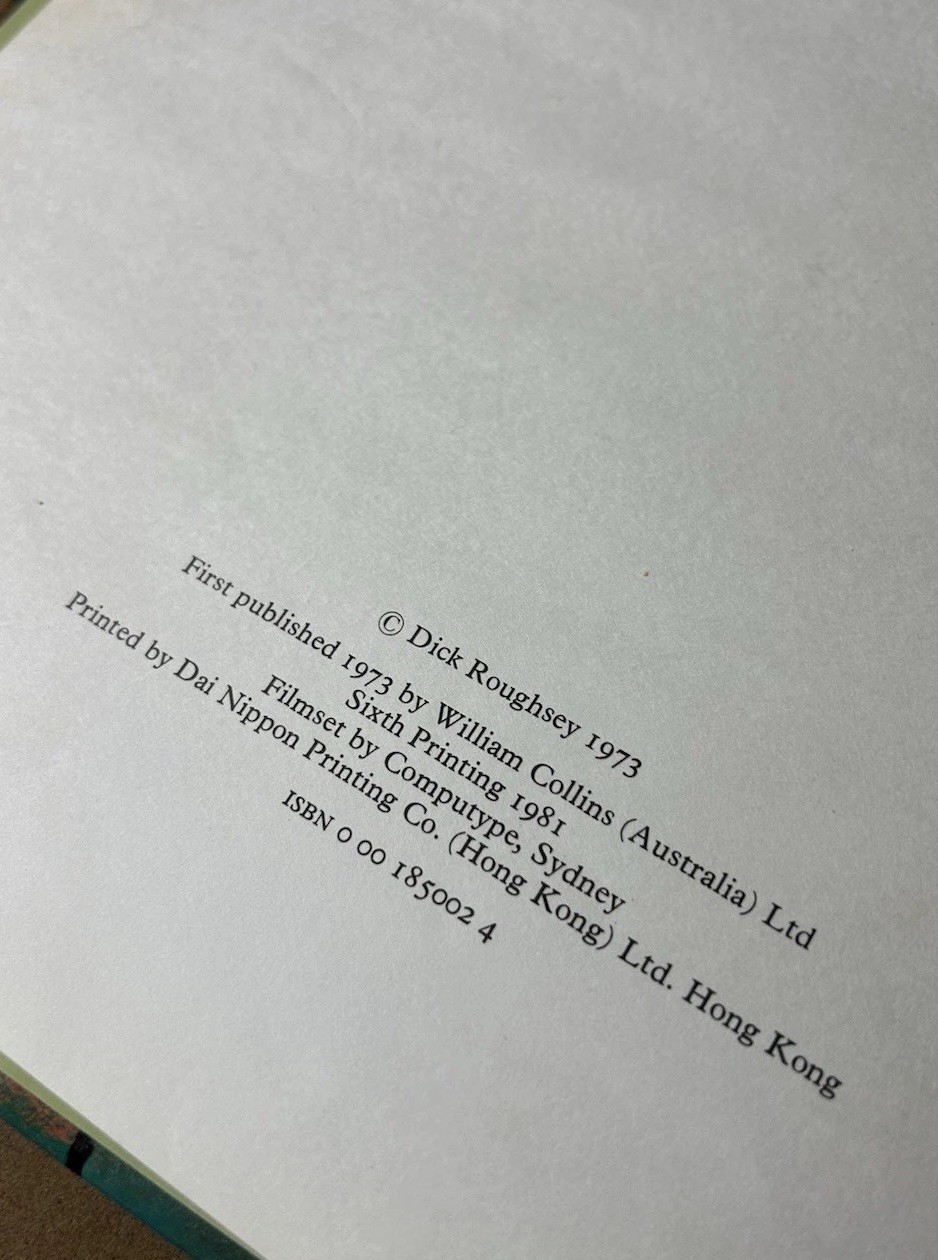 © Dick Roughsey 1973
First published 1973 by William Collins (Australia) Ltd
Sixth Printing 1981
Filmset by Computype, Sydney
Printed by Dai Nippon Printing Co. (Hong Kong) Ltd. Hong Kong
ISBN 0 00 185002 4